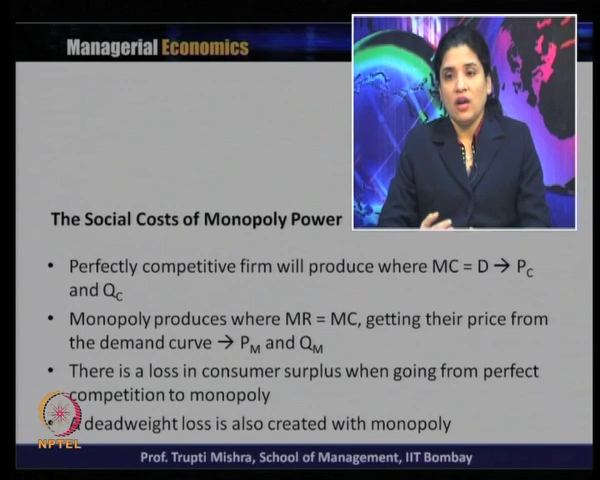 Managerial Economics
The Social Costs of Monopoly Power
• Perfectly competitive firm will produce where MC = D → PC
and QC
• Monopoly produces where MR = MC, getting their price from
the demand curve → PM and QM
• There is a loss in consumer surplus when going from perfect
competition to monopoly
deadweight loss is also created with monopoly
NPTEL
Prof. Trupti Mishra, School of Management, IIT Bombay